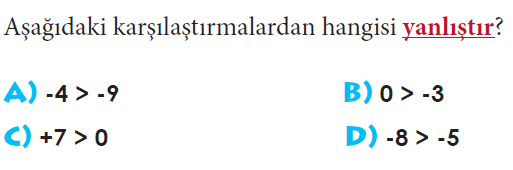 Aşağıdaki karşılaştırmalardan hangisi yanlıştır?
A) -4 > -9
B) 0 > -3
C) +7 > 0
D) -8 > -5